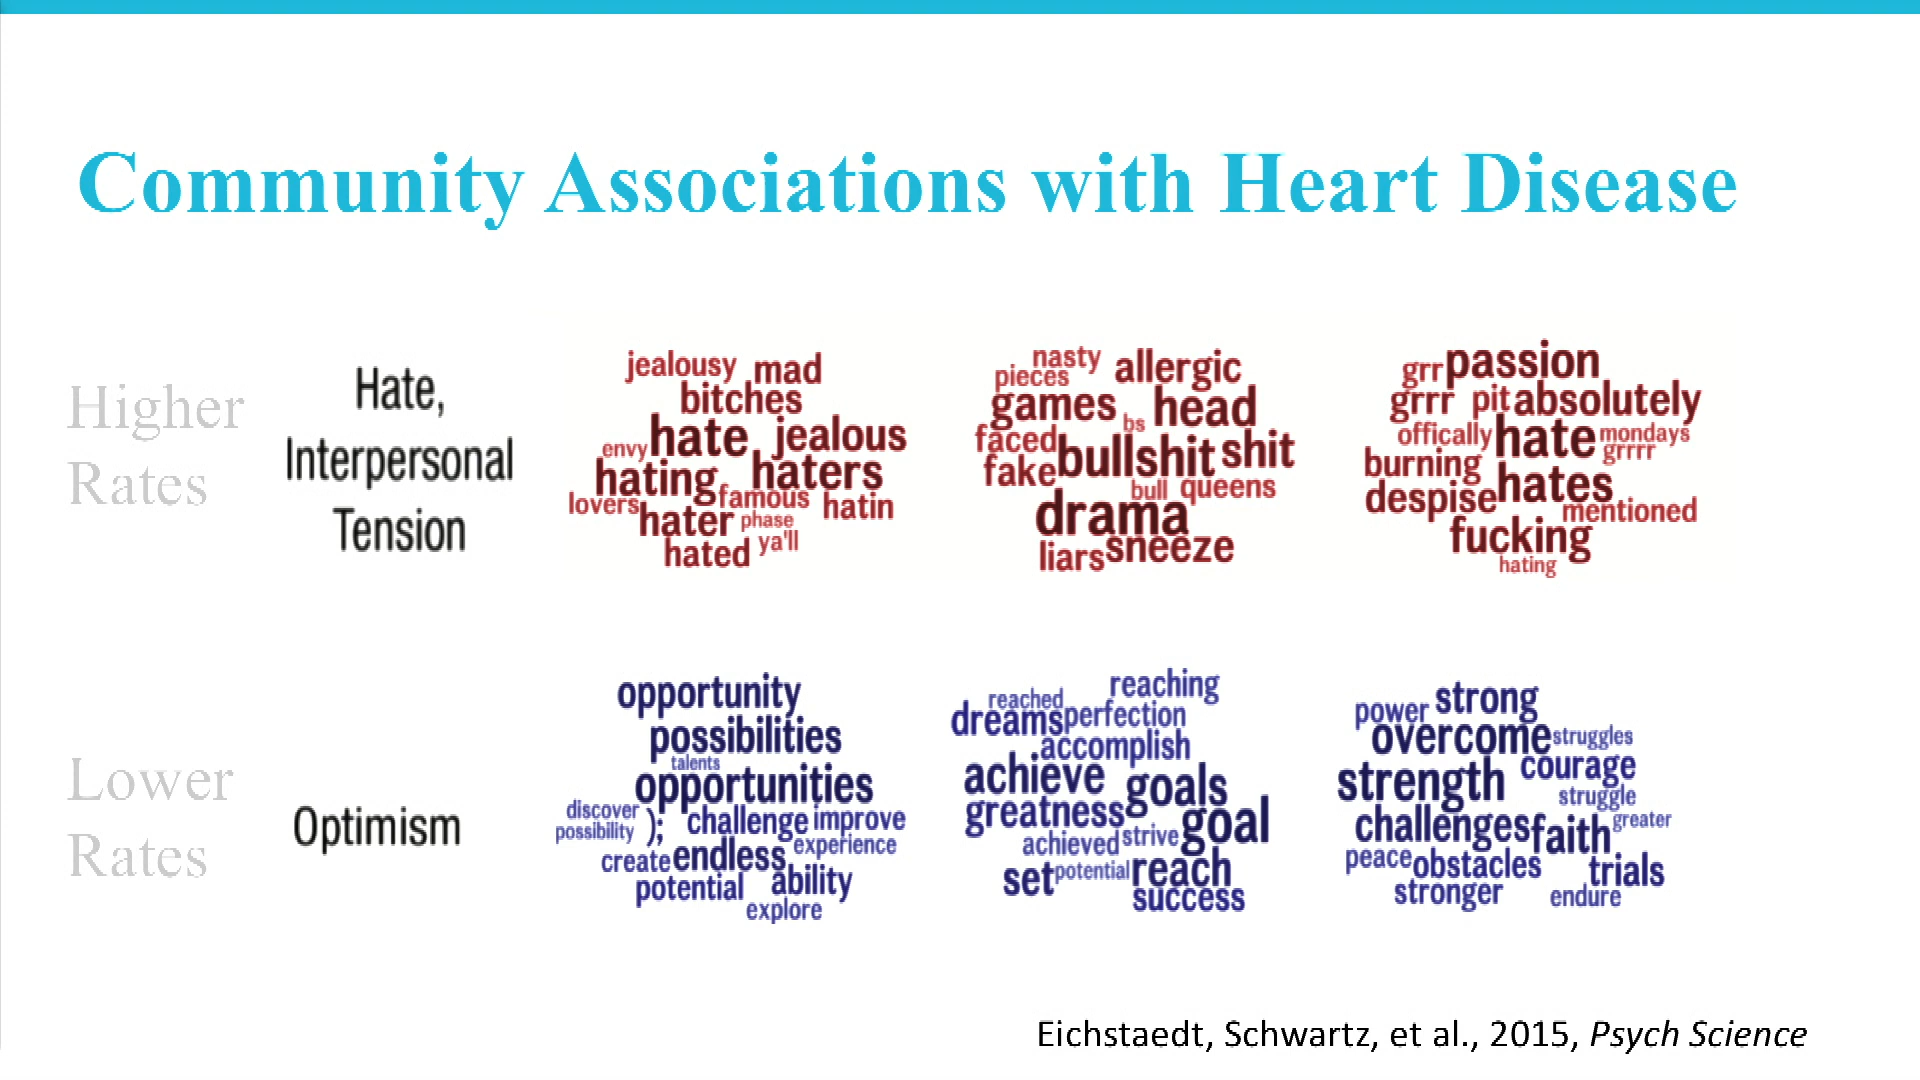 Community Associations with Heart Disease
Higher
Rates
Hate,
Interpersonal
Tension
jealousy mad
bitches
hate jealous
envy
hating haters
famous
lovers hatin
hater phase
hated ya'll
nasty allergic
pieces
games head
bs
faced
bullshit shit
fake
bull queens
drama
liars sneeze
grr passion
grrr pit absolutely
offically hate mondays
grrrr
burning
despise hates
mentioned
fucking
hating
Lower
Rates
Optimism
opportunity
possibilities
talents
opportunities
discover
possibility ); challenge improve
experience
create endless
potential ability
explore
reaching
reached
dreams perfection
accomplish
achieve goals
greatness goal
achieved strive
set potential reach
success
power strong
overcome struggles
strength courage
struggle
challenges faith greater
peace obstacles trials
stronger endure
Eichstaedt, Schwartz, et al., 2015, Psych Science